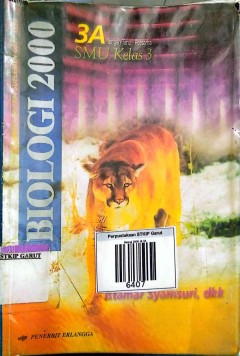 3A
SMU Kelas 3
BIOLOGI 2000
STKIP GARUT
Perpustakaan STKIP Garut
6407
Istamar Syamsuri, dkk
PENERBIT ERLANGGA